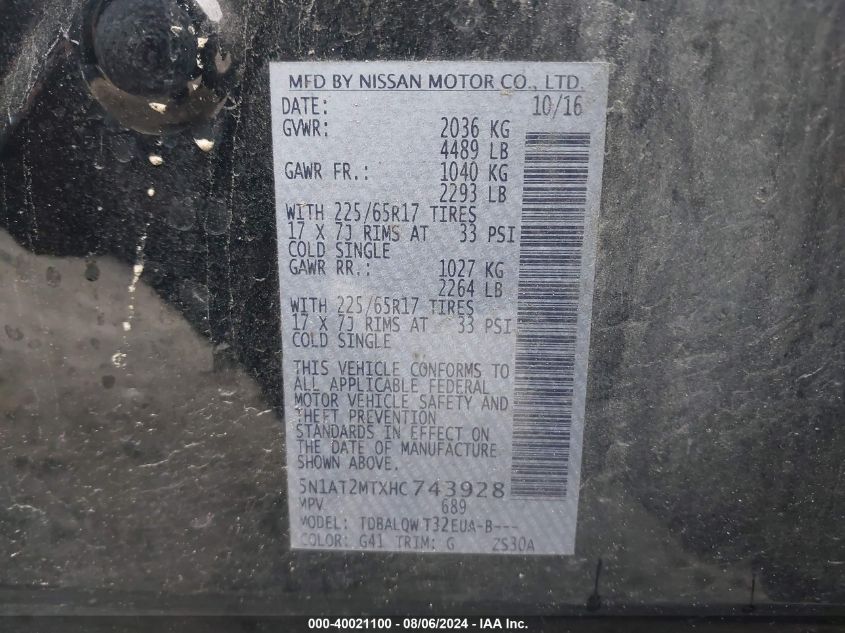 MFD BY NISSAN MOTOR CO., LTD.
DATE: 10/16
GVWR: 2036 KG
4489 LB
GAWR FR.: 1040 KG
2293 LB
WITH 225/65R17 TIRES
17 X 7J RIMS AT 33 PSI
COLD SINGLE
GAWR RR.: 1027 KG
2264 LB
WITH 225/65R17 TIRES
17 X 7J RIMS AT 33 PSI
COLD SINGLE
THIS VEHICLE CONFORMS TO
ALL APPLICABLE FEDERAL
MOTOR VEHICLE SAFETY AND
THEFT PREVENTION
STANDARDS IN EFFECT ON
THE DATE OF MANUFACTURE
SHOWN ABOVE.
5N1AT2MTXHC743928
MPV 689
MODEL: TDBALQW T32EUA-B---
COLOR: G41 TRIM: G 2S30A
000-40021100 - 08/06/2024 - IAA Inc.